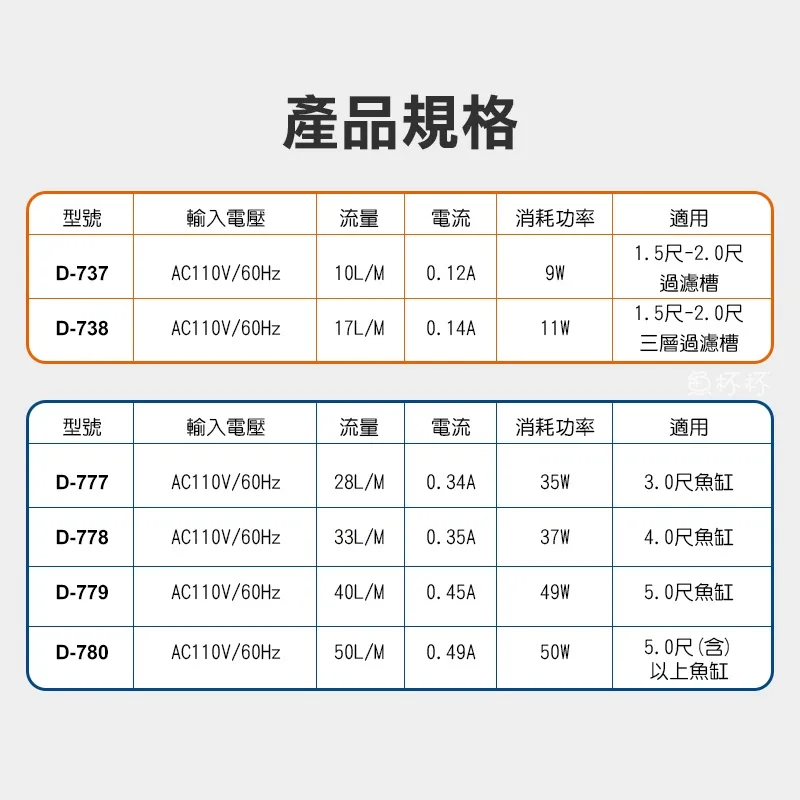 產品規格
型號 輸入電壓 流量 電流 消耗功率 適用
D-737 AC110V/60Hz 10L/M 0.12A 9W 1.5尺-2.0尺
過濾槽
D-738 AC110V/60Hz 17L/M 0.14A 11W 1.5尺-2.0尺
三層過濾槽
魚杯杯
型號 輸入電壓 流量 電流 消耗功率 適用
D-777 AC110V/60Hz 28L/M 0.34A 35W 3.0尺魚缸
D-778 AC110V/60Hz 33L/M 0.35A 37W 4.0尺魚缸
D-779 AC110V/60Hz 40L/M 0.45A 49W 5.0尺魚缸
D-780 AC110V/60Hz 50L/M 0.49A 50W 5.0尺(含)
以上魚缸